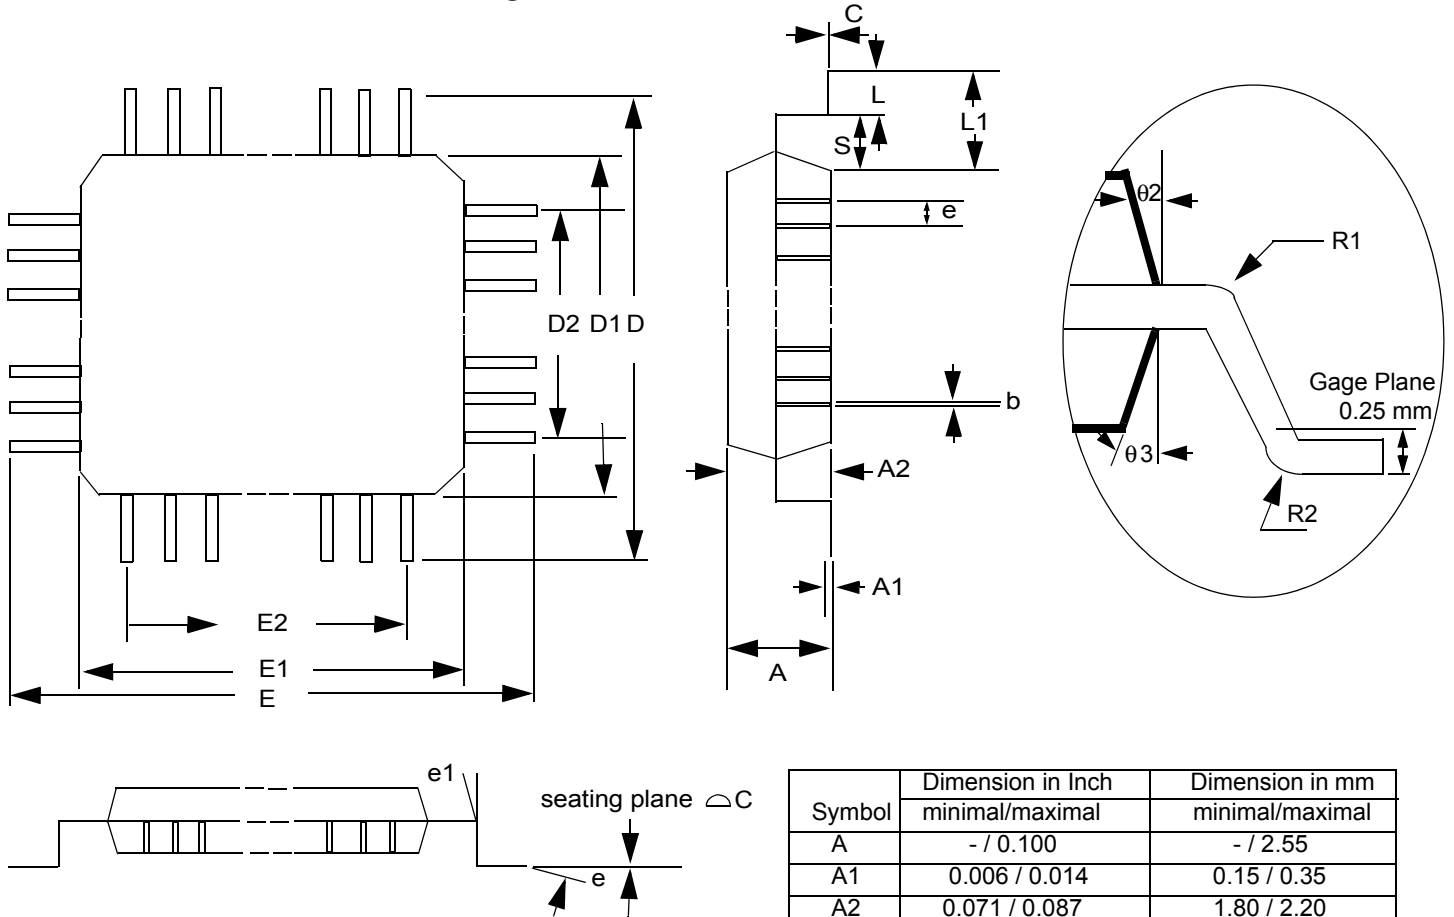 C
L
L1
S
e
θ2
R1
D2 D1 D
Gage Plane
0.25 mm
b
θ3
A2
R2
A1
E2
E1
A
E
e1
seating plane ⌓ C
e
Symbol
Dimension in Inch
Dimension in mm
minimal/maximal
minimal/maximal
A - / 0.100 - / 2.55
A1 0.006 / 0.014 0.15 / 0.35
A2 0.071 / 0.087 1.80 / 2.20